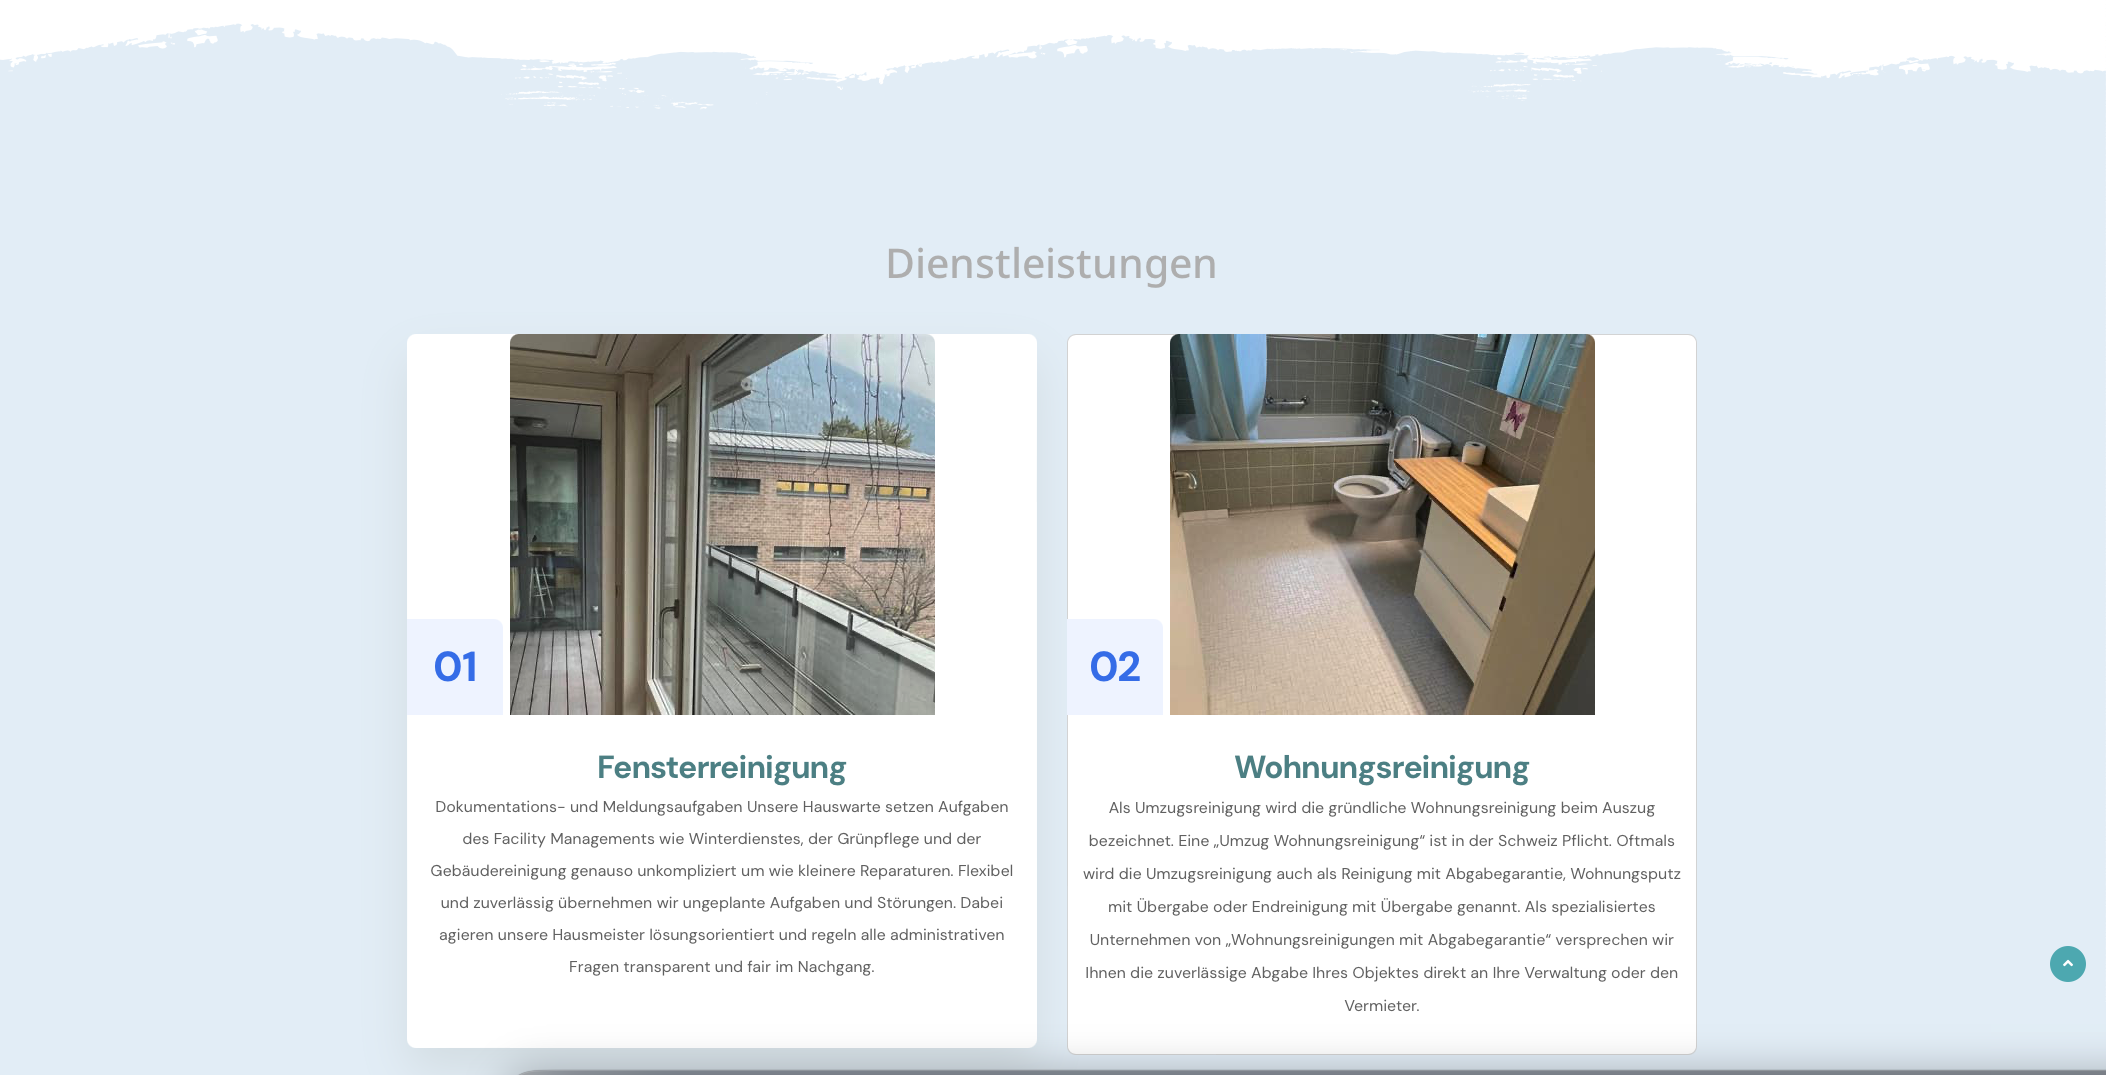 Dienstleistungen
01
Fensterreinigung
Dokumentations- und Meldungsaufgaben Unsere Hauswarte setzen Aufgaben
des Facility Managements wie Winterdienstes, der Grünpflege und der
Gebäudereinigung genauso unkompliziert um wie kleinere Reparaturen. Flexibel
und zuverlässig übernehmen wir ungeplante Aufgaben und Störungen. Dabei
agieren unsere Hausmeister lösungsorientiert und regeln alle administrativen
Fragen transparent und fair im Nachgang.
02
Wohnungsreinigung
Als Umzugsreinigung wird die gründliche Wohnungsreinigung beim Auszug
bezeichnet. Eine „Umzug Wohnungsreinigung“ ist in der Schweiz Pflicht. Oftmals
wird die Umzugsreinigung auch als Reinigung mit Abgabegarantie, Wohnungsputz
mit Übergabe oder Endreinigung mit Übergabe genannt. Als spezialisiertes
Unternehmen von „Wohnungsreinigungen mit Abgabegarantie“ versprechen wir
Ihnen die zuverlässige Abgabe Ihres Objektes direkt an Ihre Verwaltung oder den
Vermieter.